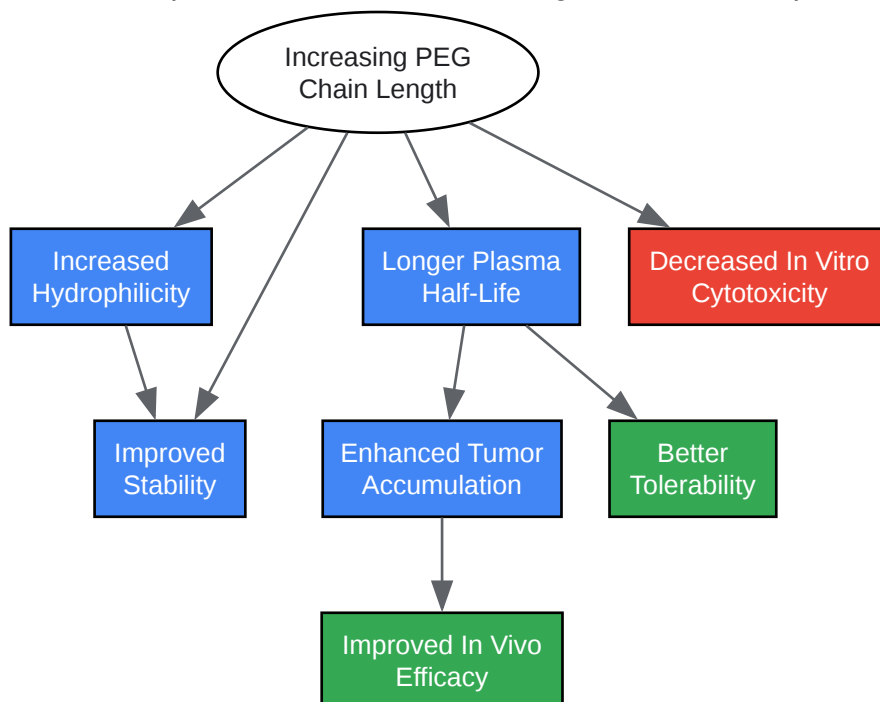 Increasing PEG
Chain Length
Increased
Hydrophilicity
Longer Plasma
Half-Life
Decreased In Vitro
Cytotoxicity
Improved
Stability
Enhanced Tumor
Accumulation
Better
Tolerability
Improved In Vivo
Efficacy